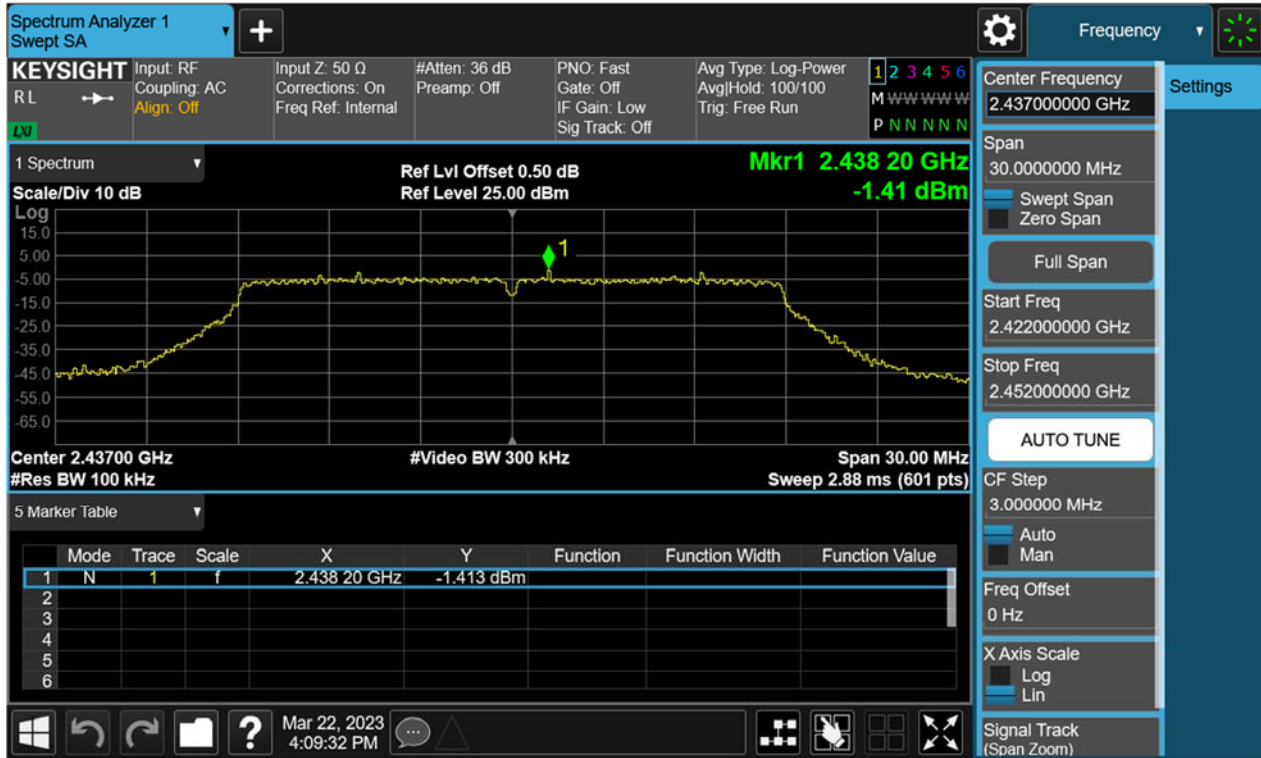 Spectrum Analyzer 1
Swept SA
Frequency
KEYSIGHT
RL
LXI
Input: RF
Coupling: AC
Align: Off
Input Z: 50 Ω
Corrections: On
Freq Ref: Internal
#Atten: 36 dB
Preamp: Off
PNO: Fast
Gate: Off
IF Gain: Low
Sig Track: Off
Avg Type: Log-Power
Avg|Hold: 100/100
Trig: Free Run
1 2 3 4 5 6
M W W W W W
P N N N N N
1 Spectrum
Scale/Div 10 dB
Ref Lvl Offset 0.50 dB
Ref Level 25.00 dBm
Mkr1 2.438 20 GHz
-1.41 dBm
Log
15.0
5.00
-5.00
-15.0
-25.0
-35.0
-45.0
-55.0
-65.0
1
Center 2.43700 GHz
#Video BW 300 kHz
Span 30.00 MHz
#Res BW 100 kHz
Sweep 2.88 ms (601 pts)
5 Marker Table
Mode Trace Scale X Y Function Function Width Function Value
1 N 1 f 2.438 20 GHz -1.413 dBm
2
3
4
5
6
Mar 22, 2023
4:09:32 PM
?
Center Frequency
2.437000000 GHz
Settings
Span
30.0000000 MHz
Swept Span
Zero Span
Full Span
Start Freq
2.422000000 GHz
Stop Freq
2.452000000 GHz
AUTO TUNE
CF Step
3.000000 MHz
Auto
Man
Freq Offset
0 Hz
X Axis Scale
Log
Lin
Signal Track
(Span Zoom)